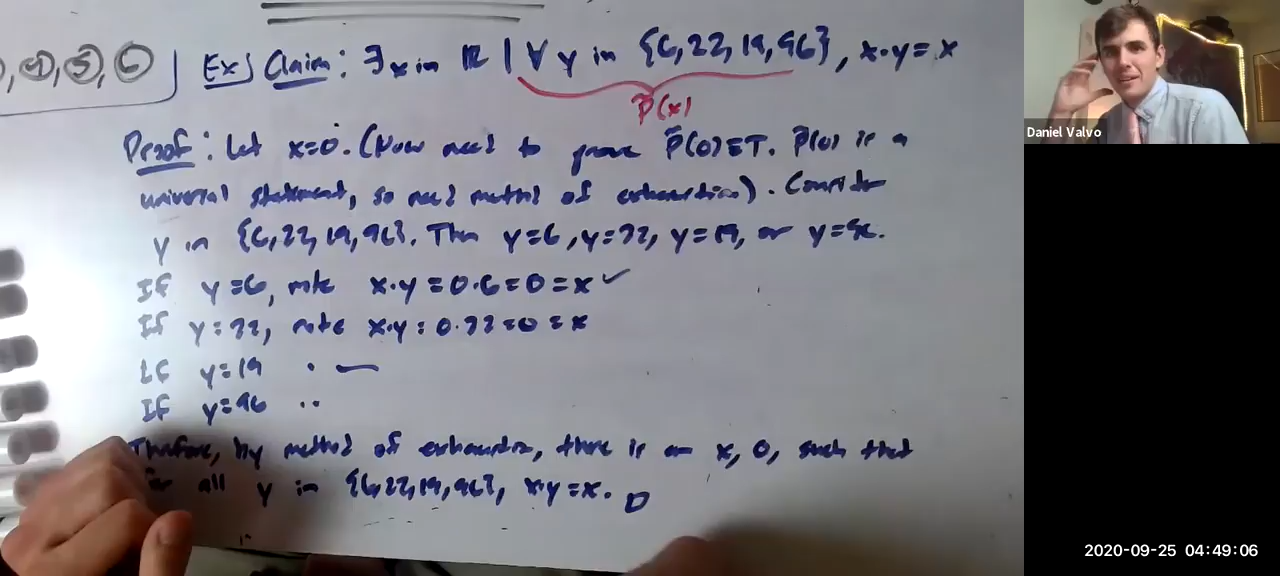 ④, ⑤, ⑥ Ex] Claim: ∃x in ℝ | ∀ y in {6, 22, 19, 96}, x·y = x
P̃(x)
Daniel Valvo
Proof: Let x=0. (Now need to prove P̃(0)≡T. P̃(0) is a
universal statement, so need method of exhaustion). Consider
y in {6, 22, 19, 96}. Then y=6, y=22, y=19, or y=96.
If y=6, note x·y = 0·6 = 0 = x ✓
If y=22, note x·y = 0·22 = 0 = x
If y=19 · —
If y=96 ··
Therefore, by method of exhaustion, there is an x, 0, such that
all y in {6, 22, 19, 96}, x·y = x. □
2020-09-25 04:49:06